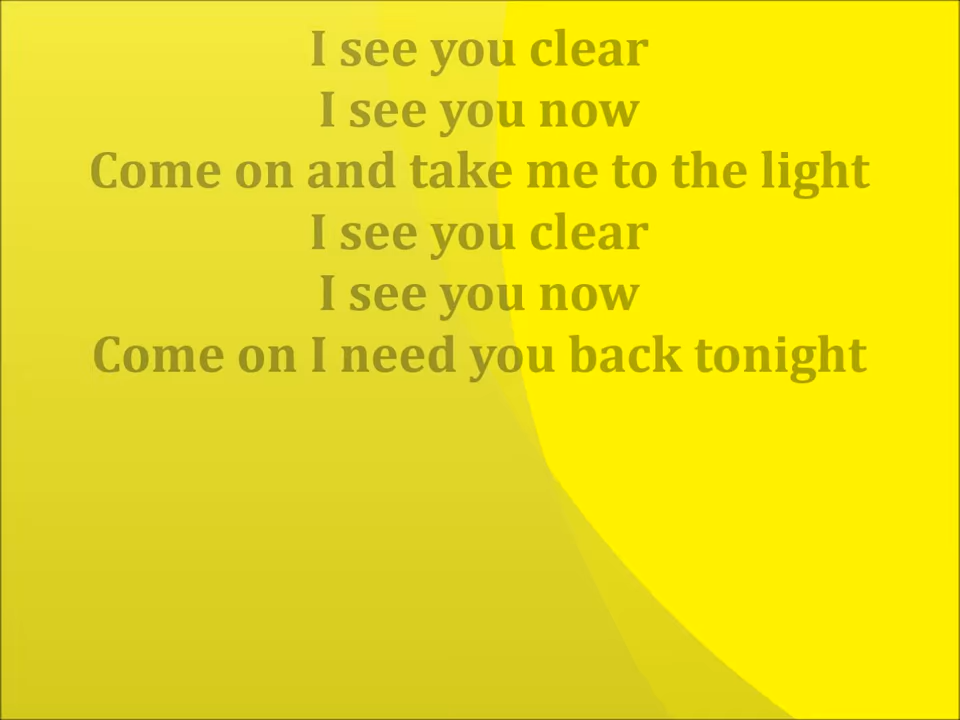 I see you clear
I see you now
Come on and take me to the light
I see you clear
I see you now
Come on I need you back tonight